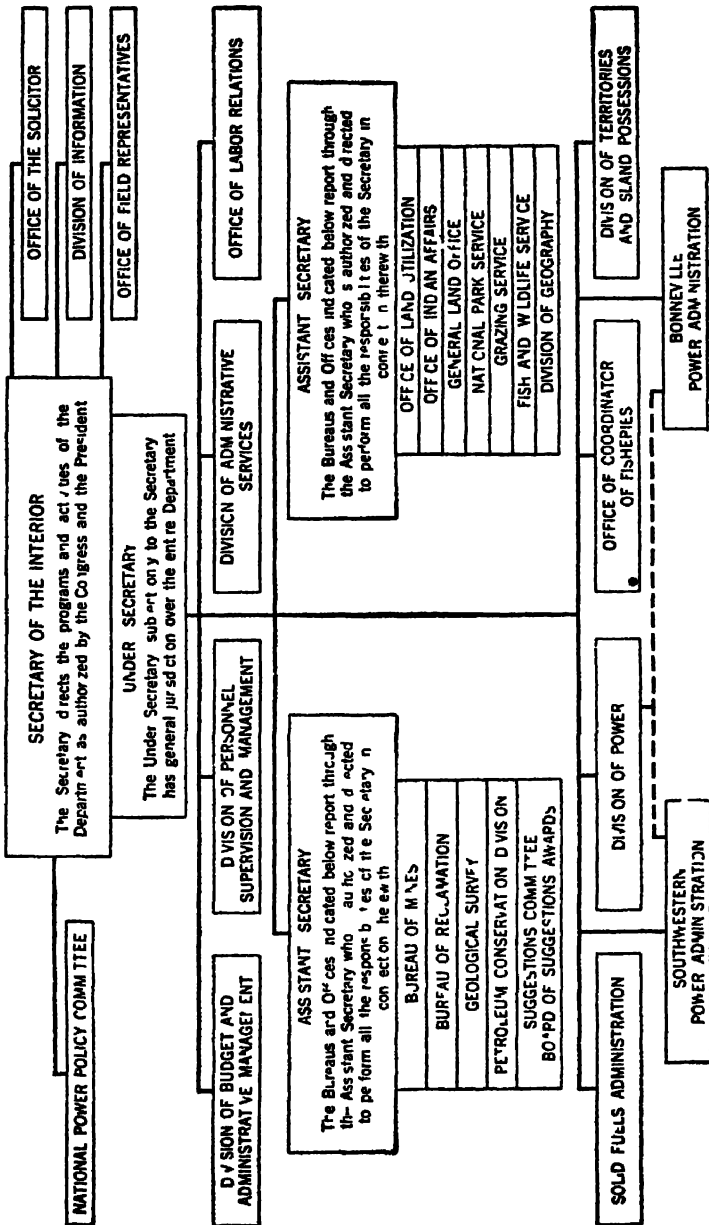 SECRETARY OF THE INTERIOR
The Secretary directs the programs and activities of the
Department as authorized by the Congress and the President
OFFICE OF THE SOLICITOR
DIVISION OF INFORMATION
OFFICE OF FIELD REPRESENTATIVES
NATIONAL POWER POLICY COMMITTEE
UNDER SECRETARY
The Under Secretary subject only to the Secretary
has general jurisdiction over the entire Department
DIVISION OF BUDGET AND
ADMINISTRATIVE MANAGEMENT
DIVISION OF PERSONNEL
SUPERVISION AND MANAGEMENT
DIVISION OF ADMINISTRATIVE
SERVICES
OFFICE OF LABOR RELATIONS
ASSISTANT SECRETARY
The Bureaus and Offices indicated below report through
the Assistant Secretary who is authorized and directed
to perform all the responsibilities of the Secretary in
connection therewith
BUREAU OF MINES
BUREAU OF RECLAMATION
GEOLOGICAL SURVEY
PETROLEUM CONSERVATION DIVISION
SUGGESTIONS COMMITTEE
BOARD OF SUGGESTIONS AWARDS
ASSISTANT SECRETARY
The Bureaus and Offices indicated below report through
the Assistant Secretary who is authorized and directed
to perform all the responsibilities of the Secretary in
connection therewith
OFFICE OF LAND UTILIZATION
OFFICE OF INDIAN AFFAIRS
GENERAL LAND OFFICE
NATIONAL PARK SERVICE
GRAZING SERVICE
FISH AND WILDLIFE SERVICE
DIVISION OF GEOGRAPHY
SOLID FUELS ADMINISTRATION
DIVISION OF POWER
OFFICE OF COORDINATOR
OF FISHERIES
DIVISION OF TERRITORIES
AND ISLAND POSSESSIONS
SOUTHWESTERN
POWER ADMINISTRATION
BONNEVILLE
POWER ADMINISTRATION